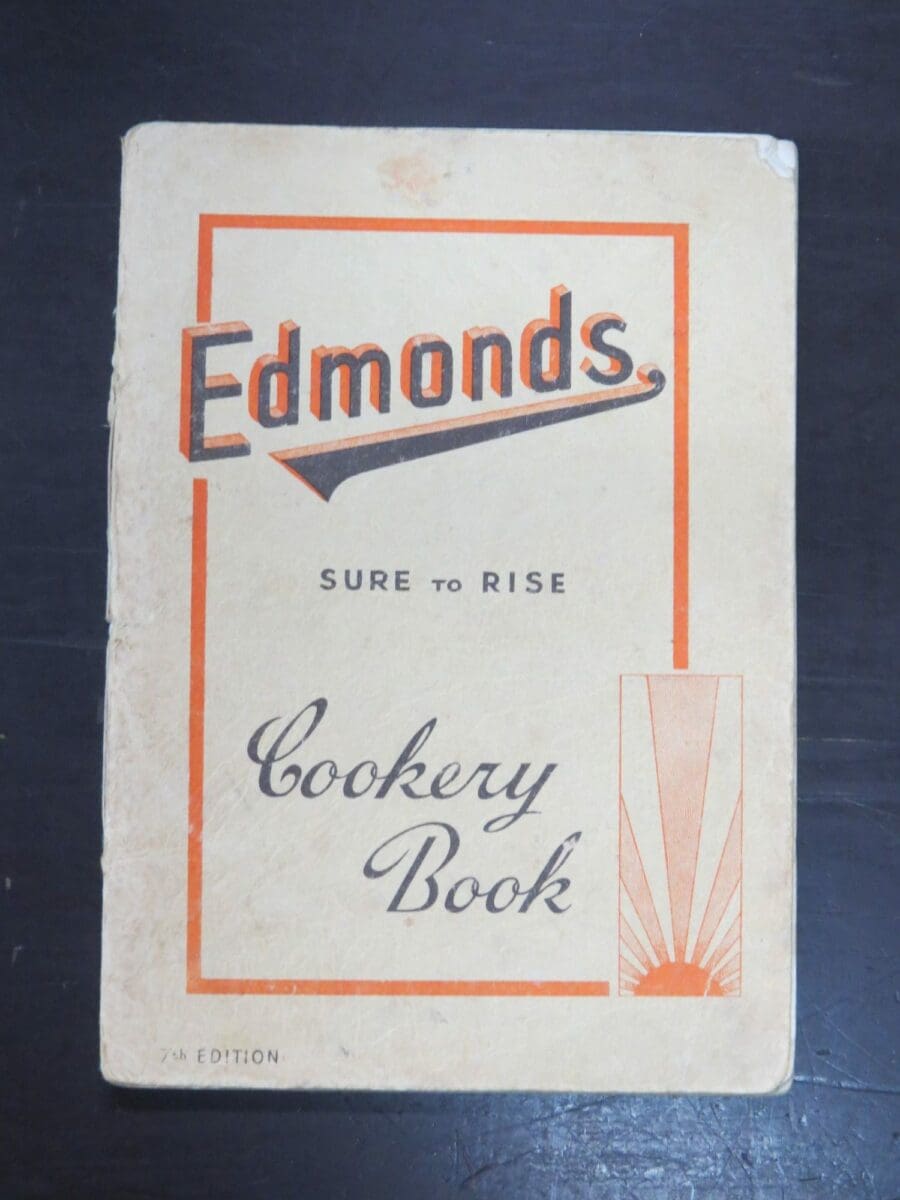 Edmonds
SURE TO RISE
Cookery
Book
7th EDITION